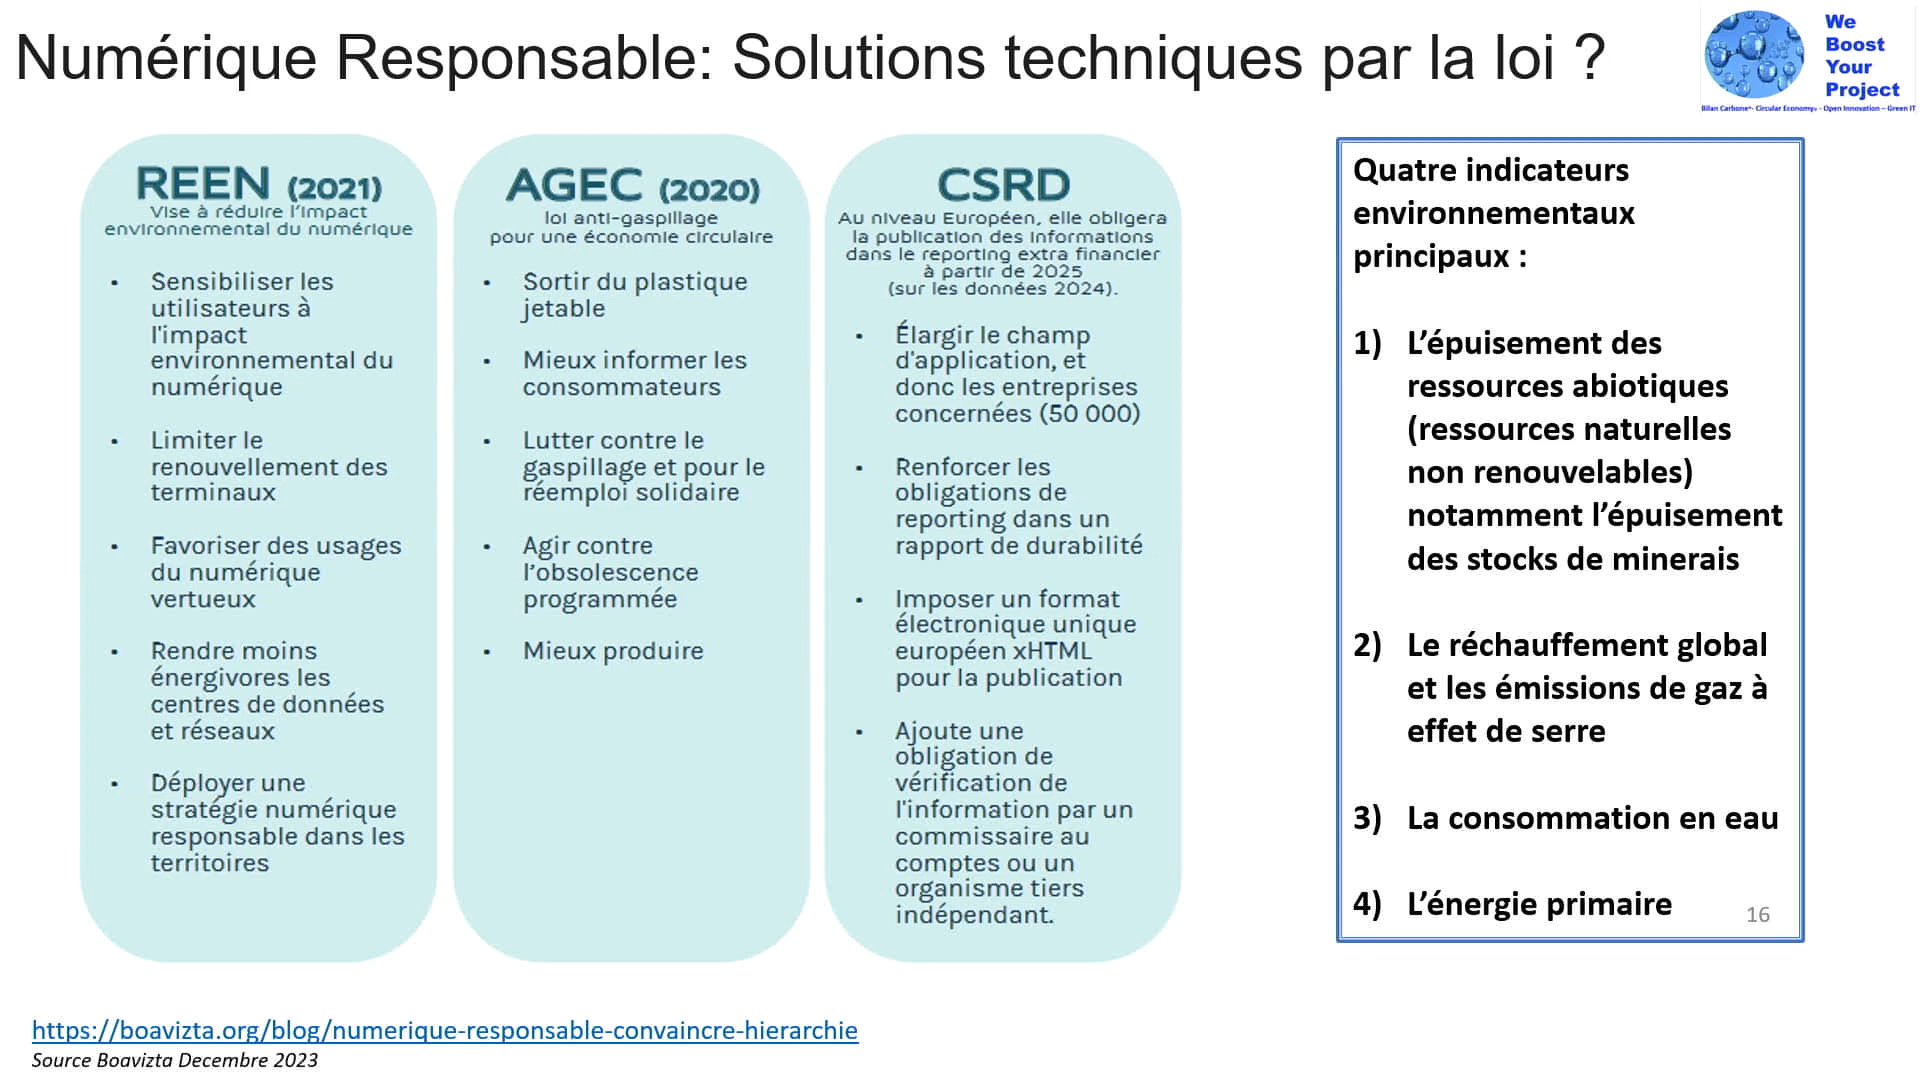 Numérique Responsable: Solutions techniques par la loi ?
We
Boost
Your
Project
Bilan Carbone®- Circular Economy® - Open Innovation – Green IT
REEN (2021)
Vise à réduire l'impact
environnemental du numérique
• Sensibiliser les
utilisateurs à
l'impact
environnemental du
numérique
• Limiter le
renouvellement des
terminaux
• Favoriser des usages
du numérique
vertueux
• Rendre moins
énergivores les
centres de données
et réseaux
• Déployer une
stratégie numérique
responsable dans les
territoires
AGEC (2020)
loi anti-gaspillage
pour une économie circulaire
• Sortir du plastique
jetable
• Mieux informer les
consommateurs
• Lutter contre le
gaspillage et pour le
réemploi solidaire
• Agir contre
l’obsolescence
programmée
• Mieux produire
CSRD
Au niveau Européen, elle obligera
la publication des informations
dans le reporting extra financier
à partir de 2025
(sur les données 2024).
• Élargir le champ
d'application, et
donc les entreprises
concernées (50 000)
• Renforcer les
obligations de
reporting dans un
rapport de durabilité
• Imposer un format
électronique unique
européen xHTML
pour la publication
• Ajoute une
obligation de
vérification de
l'information par un
commissaire au
comptes ou un
organisme tiers
indépendant.
Quatre indicateurs
environnementaux
principaux :
1) L’épuisement des
ressources abiotiques
(ressources naturelles
non renouvelables)
notamment l’épuisement
des stocks de minerais
2) Le réchauffement global
et les émissions de gaz à
effet de serre
3) La consommation en eau
4) L’énergie primaire
16
https://boavizta.org/blog/numerique-responsable-convaincre-hierarchie
Source Boavizta Decembre 2023